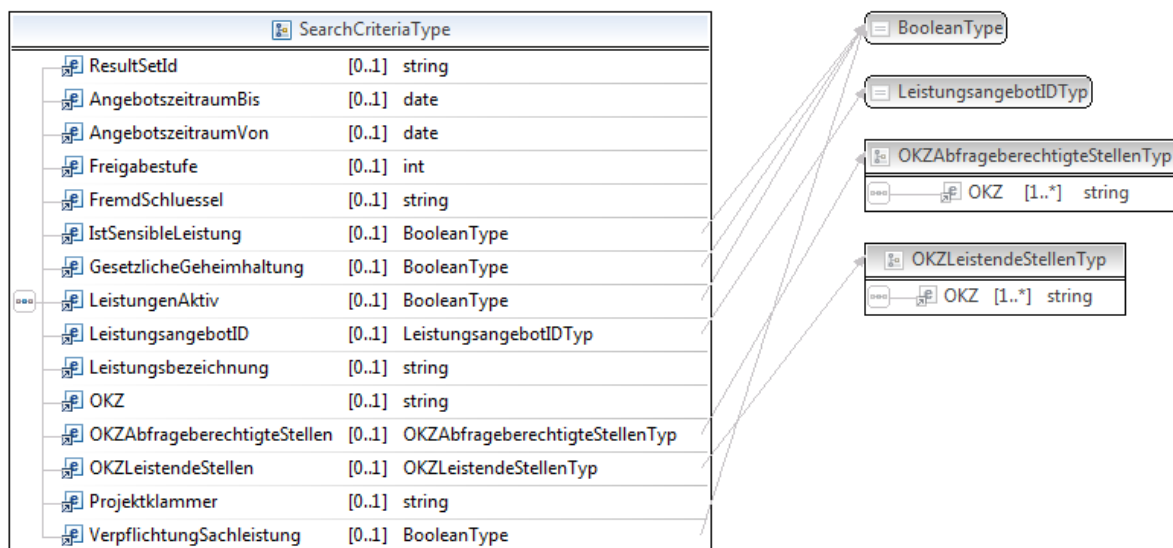 SearchCriteriaType
ResultSetId [0..1] string
AngebotszeitraumBis [0..1] date
AngebotszeitraumVon [0..1] date
Freigabestufe [0..1] int
FremdSchluessel [0..1] string
IstSensibleLeistung [0..1] BooleanType
GesetzlicheGeheimhaltung [0..1] BooleanType
LeistungenAktiv [0..1] BooleanType
LeistungsangebotID [0..1] LeistungsangebotIDTyp
Leistungsbezeichnung [0..1] string
OKZ [0..1] string
OKZAbfrageberechtigteStellen [0..1] OKZAbfrageberechtigteStellenTyp
OKZLeistendeStellen [0..1] OKZLeistendeStellenTyp
Projektklammer [0..1] string
VerpflichtungSachleistung [0..1] BooleanType
BooleanType
LeistungsangebotIDTyp
OKZAbfrageberechtigteStellenTyp
OKZ [1..*] string
OKZLeistendeStellenTyp
OKZ [1..*] string